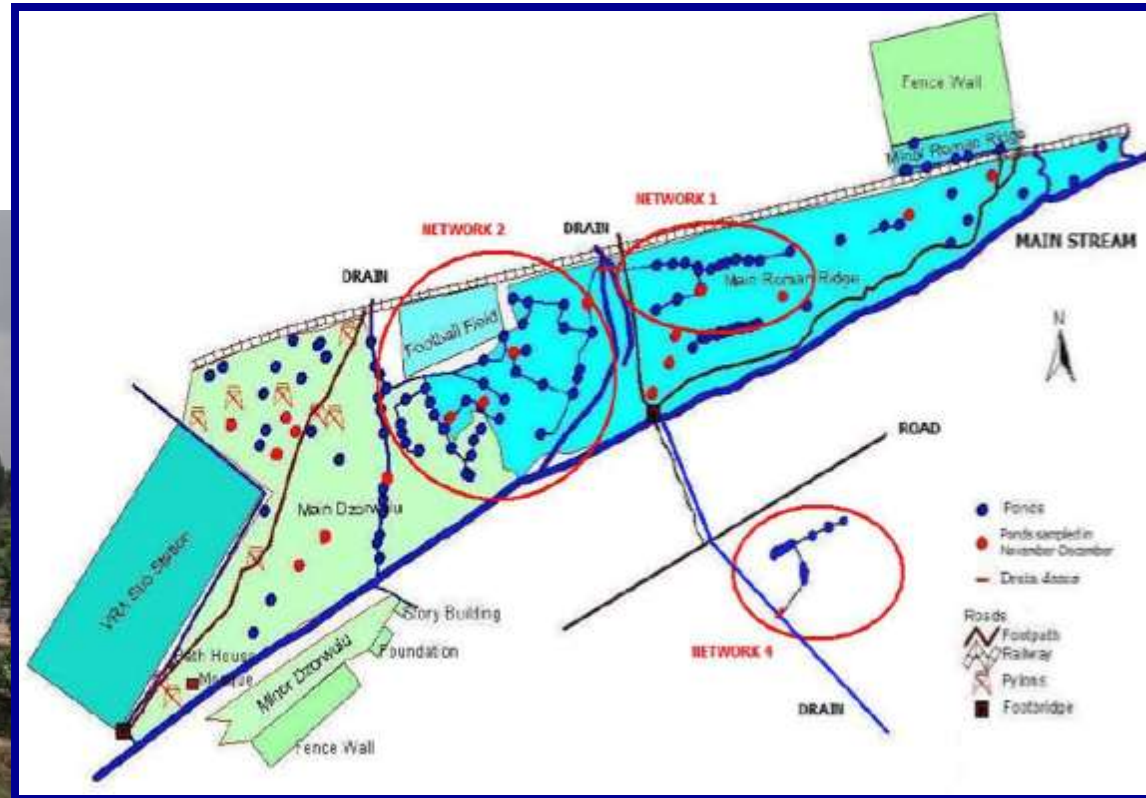 Fence Wall
Minor Roman Ridge
NETWORK 1
NETWORK 2
DRAIN
MAIN STREAM
DRAIN
Main Roman Ridge
Football Field
N
ROAD
Main Dzorwulu
Ponds
Ponds sampled in
November December
VRA Sub Station
Story Building
Roads
Footpath
Foundation
Railway
NETWORK 4
Mosque
Minor Dzorwulu
Pylons
DRAIN
Footbridge
Fence Wall